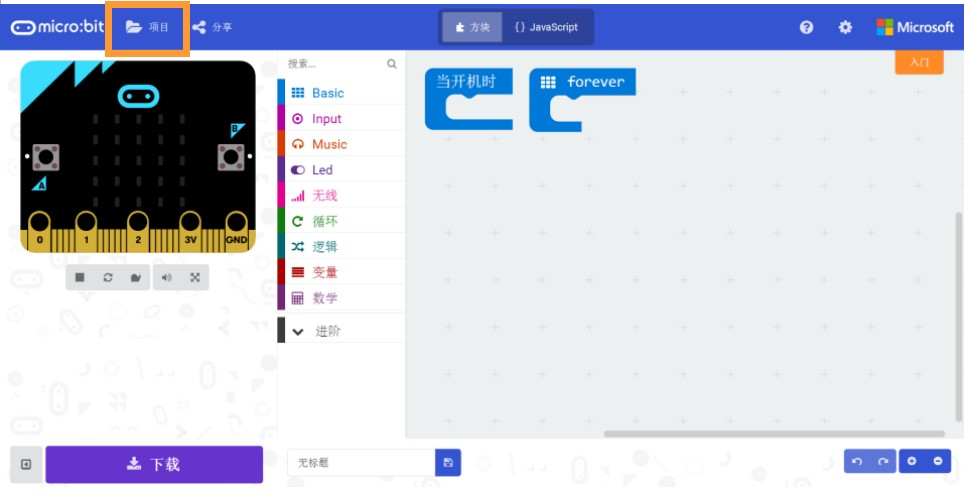 micro:bit 项目 分享 方块 {} JavaScript Microsoft
搜索... 入门
当开机时 forever
Basic
Input
Music
Led
无线
循环
逻辑
变量
数学
进阶
B
A
0 1 2 3V GND
下载 无标题